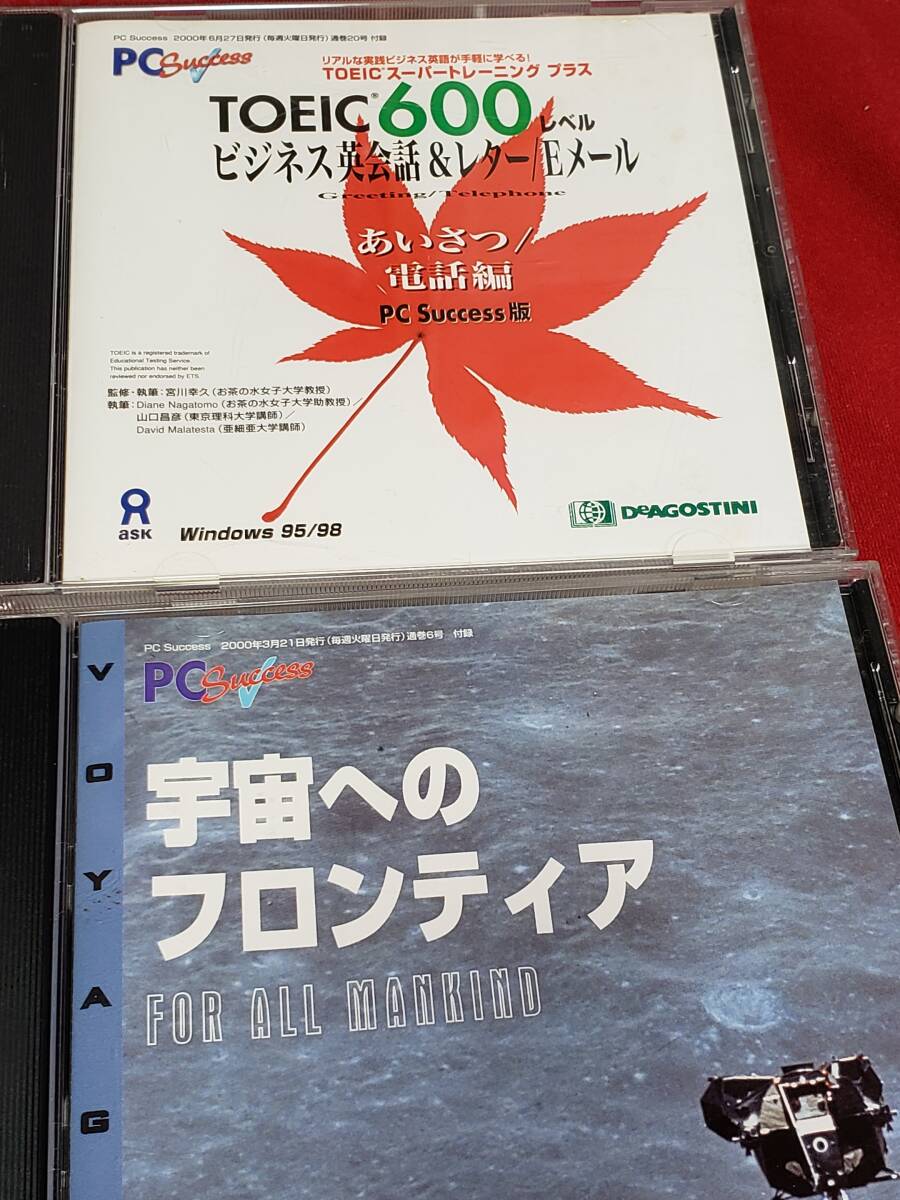 PC Success 2000年6月27日発行(毎週火曜日発行)通巻20号 付録
PC Success
リアルな実践ビジネス英語が手軽に学べる!
TOEIC®スーパートレーニング プラス
TOEIC®600レベル
ビジネス英会話&レター/Eメール
Greeting/Telephone
あいさつ/
電話編
PC Success版
TOEIC is a registered trademark of
Educational Testing Service.
This publication has neither been
reviewed nor endorsed by ETS.
監修・執筆:宮川幸久(お茶の水女子大学教授)
執筆:Diane Nagatomo(お茶の水女子大学助教授)/
山口昌彦(東京理科大学講師)/
David Malatesta(亜細亜大学講師)
ask
Windows 95/98
DeAGOSTINI
PC Success 2000年3月21日発行(毎週火曜日発行)通巻6号 付録
PC Success
宇宙への
フロンティア
FOR ALL MANKIND
VOYAG